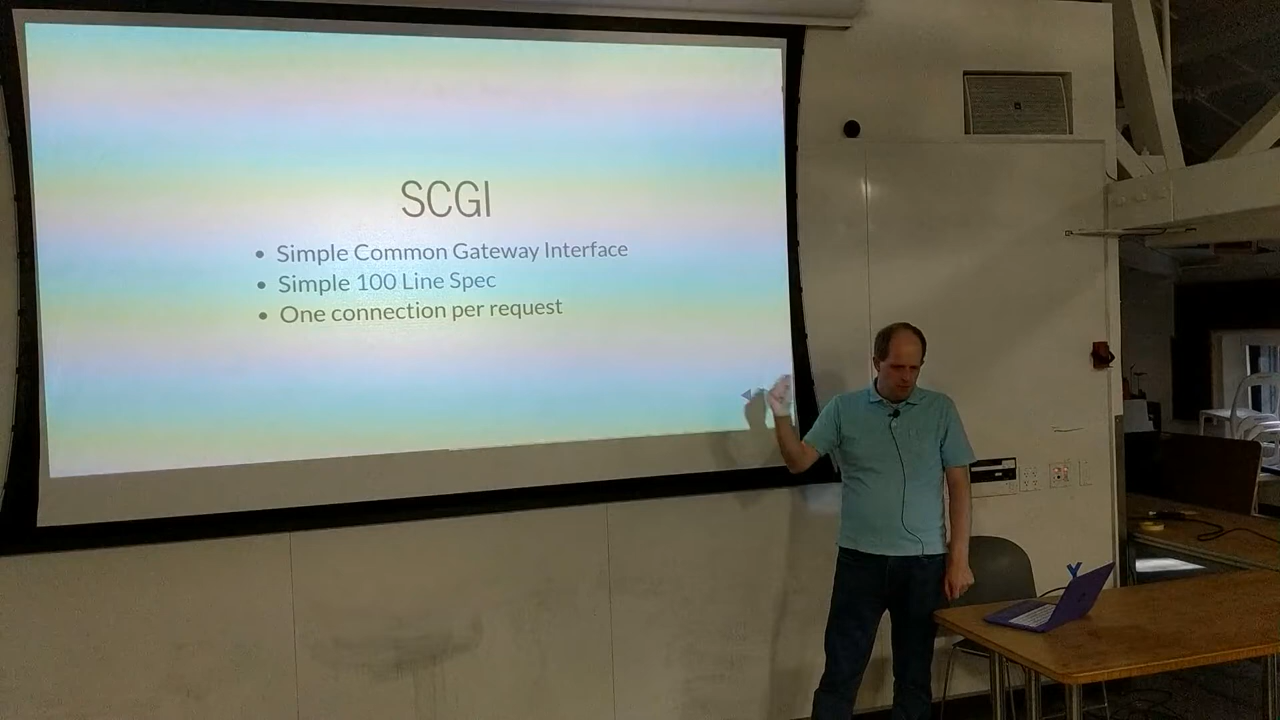 SCGI
• Simple Common Gateway Interface
• Simple 100 Line Spec
• One connection per request